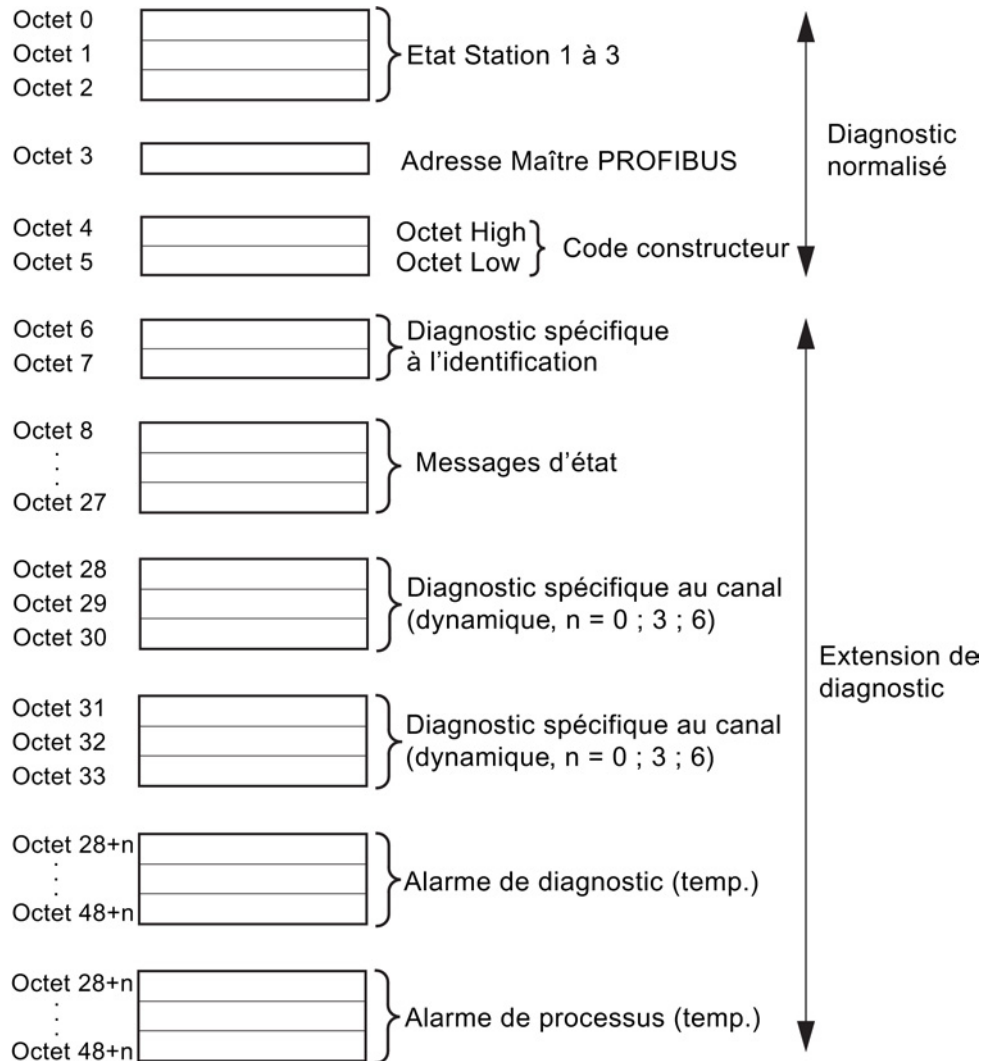 Octet 0
Octet 1
Octet 2
Etat Station 1 à 3
Octet 3
Adresse Maître PROFIBUS
Diagnostic
normalisé
Octet 4
Octet 5
Octet High
Octet Low
Code constructeur
Octet 6
Octet 7
Diagnostic spécifique
à l'identification
Octet 8
Octet 27
Messages d'état
Octet 28
Octet 29
Octet 30
Diagnostic spécifique au canal
(dynamique, n = 0 ; 3 ; 6)
Extension de
diagnostic
Octet 31
Octet 32
Octet 33
Diagnostic spécifique au canal
(dynamique, n = 0 ; 3 ; 6)
Octet 28+n
Octet 48+n
Alarme de diagnostic (temp.)
Octet 28+n
Octet 48+n
Alarme de processus (temp.)